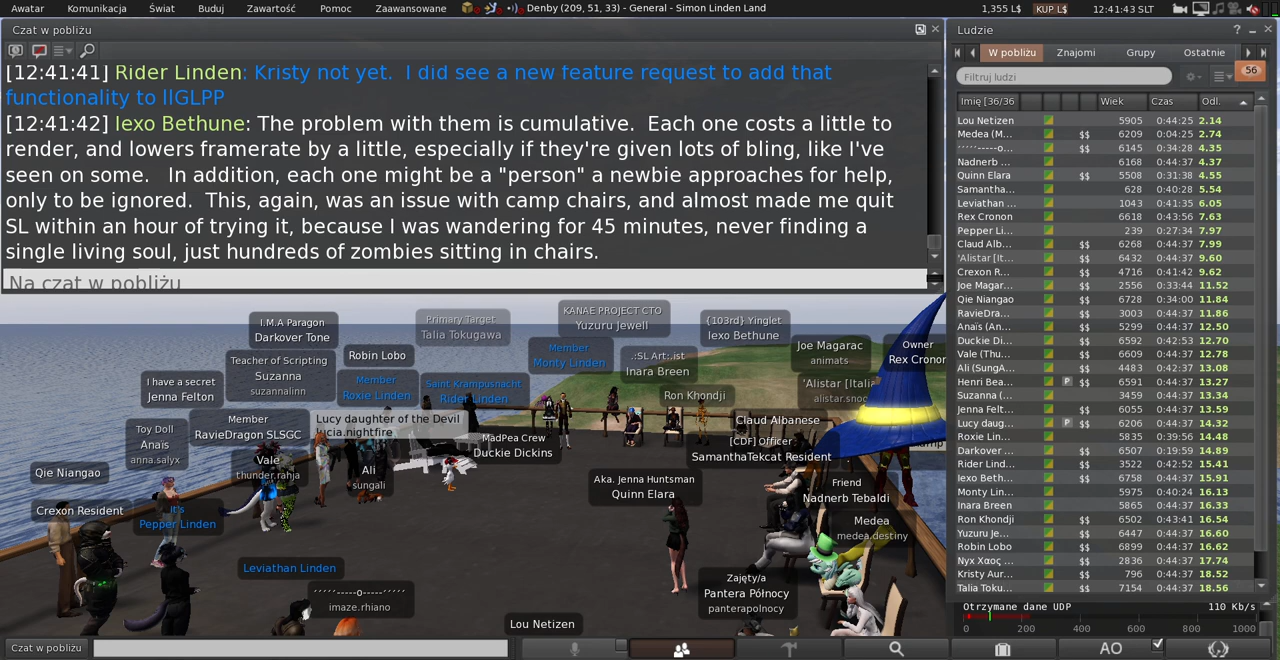 Awatar Komunikacja Świat Buduj Zawartość Pomoc Zaawansowane Denby (209, 51, 33) - General - Simon Linden Land 1,355 L$ KUP L$ 12:41:43 SLT
Czat w pobliżu
[12:41:41] Rider Linden: Kristy not yet.  I did see a new feature request to add that
functionality to llGLPP
[12:41:42] Iexo Bethune: The problem with them is cumulative.  Each one costs a little to
render, and lowers framerate by a little, especially if they're given lots of bling, like I've
seen on some.   In addition, each one might be a "person" a newbie approaches for help,
only to be ignored.  This, again, was an issue with camp chairs, and almost made me quit
SL within an hour of trying it, because I was wandering for 45 minutes, never finding a
single living soul, just hundreds of zombies sitting in chairs.
Na czat w pobliżu
I.M.A Paragon
Darkover Tone
Primary Target
Talia Tokugawa
KANAE PROJECT CTO
Yuzuru Jewell
{103rd} Yinglet
Iexo Bethune
Teacher of Scripting
Suzanna
suzannalinn
Robin Lobo
Member
Monty Linden
.:SL Art:.ist
Inara Breen
Joe Magarac
animats
Owner
Rex Cronon
I have a secret
Jenna Felton
Member
Roxie Linden
Saint Krampusnacht
Rider Linden
Ron Khondji
'Alistar [Italia
alistar.snoo
Toy Doll
Anaïs
anna.salyx
Member
RavieDragon SLSGC
Lucy daughter of the Devil
lucia.nightfire
MadPea Crew
Duckie Dickins
Claud Albanese
[CDF] Officer
SamanthaTekcat Resident
Qie Niangao
Vale
thunder.rahja
Ali
sungali
Aka. Jenna Huntsman
Quinn Elara
Friend
Nadnerb Tebaldi
Crexon Resident
It's
Pepper Linden
Medea
medea.destiny
Leviathan Linden
'````-----o-----`````
imaze.rhiano
Zajęty/a
Pantera Północy
panterapolnocy
Lou Netizen
Czat w pobliżu
Ludzie
W pobliżu Znajomi Grupy Ostatnie
Filtruj ludzi
56
Imię [36/36 Wiek Czas Odl.
Lou Netizen 5905 0:44:25 2.14
Medea (M... $$ 6209 0:04:25 2.74
'````-----o... $$ 6145 0:34:28 4.35
Nadnerb ... 6168 0:44:37 4.37
Quinn Elara $$ 5508 0:31:38 4.55
Samantha... 628 0:40:28 5.54
Leviathan ... 1043 0:41:35 6.05
Rex Cronon 6618 0:43:56 7.63
Pepper Li... 239 0:27:34 7.97
Claud Alb... $$ 6268 0:44:37 7.99
'Alistar [It... $$ 6432 0:44:37 9.60
Crexon R... $$ 4716 0:41:42 9.62
Joe Magar... $$ 2556 0:33:44 11.52
Qie Niangao $$ 6728 0:34:00 11.84
RavieDra... $$ 3003 0:44:37 11.86
Anaïs (An... $$ 5299 0:44:37 12.50
Duckie Di... $$ 6592 0:42:53 12.70
Vale (Thu... $$ 6609 0:44:37 12.78
Ali (SungA... $$ 4483 0:42:37 13.08
Henri Bea... P $$ 6591 0:44:37 13.27
Suzanna (... 3459 0:44:37 13.34
Jenna Felt... $$ 6055 0:44:37 13.59
Lucy daug... P $$ 6206 0:44:37 14.32
Roxie Lin... 5835 0:39:56 14.48
Darkover ... $$ 6507 0:19:59 14.89
Rider Lind... $$ 3522 0:42:52 15.41
Iexo Beth... $$ 6758 0:44:37 15.91
Monty Lin... 5975 0:40:24 16.13
Inara Breen 5865 0:44:37 16.33
Ron Khondji $$ 6502 0:43:41 16.54
Yuzuru Je... $$ 6447 0:44:37 16.60
Robin Lobo $$ 6899 0:44:37 16.62
Nyx Χαος ... $$ 2836 0:44:37 17.74
Kristy Aur... $$ 796 0:44:37 18.52
Talia Toku... $$ 7154 0:44:37 18.56
Otrzymane dane UDP 110 Kb/s
0 200 400 600 800 1000
AO